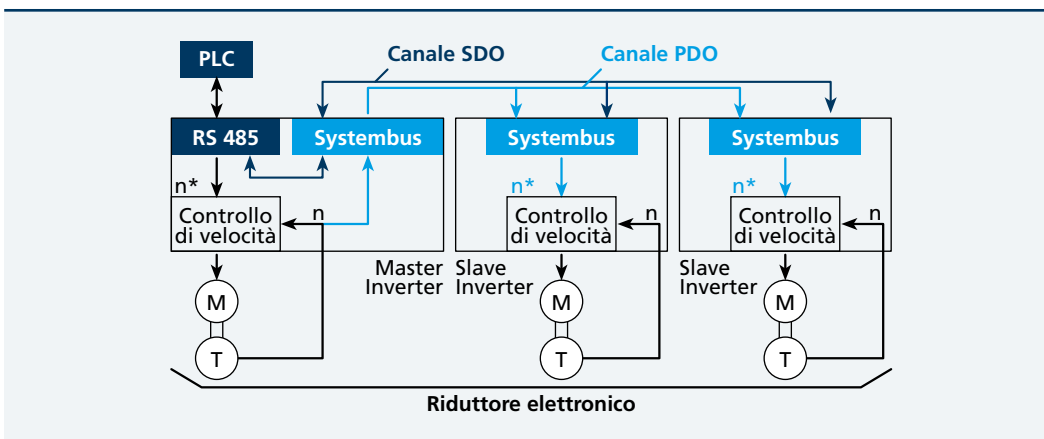 PLC
Canale SDO
Canale PDO
RS 485
Systembus
Systembus
Systembus
n*
n*
n*
Controllo
di velocità
n
Controllo
di velocità
n
Controllo
di velocità
n
Master
Inverter
Slave
Inverter
Slave
Inverter
M
M
M
T
T
T
Riduttore elettronico